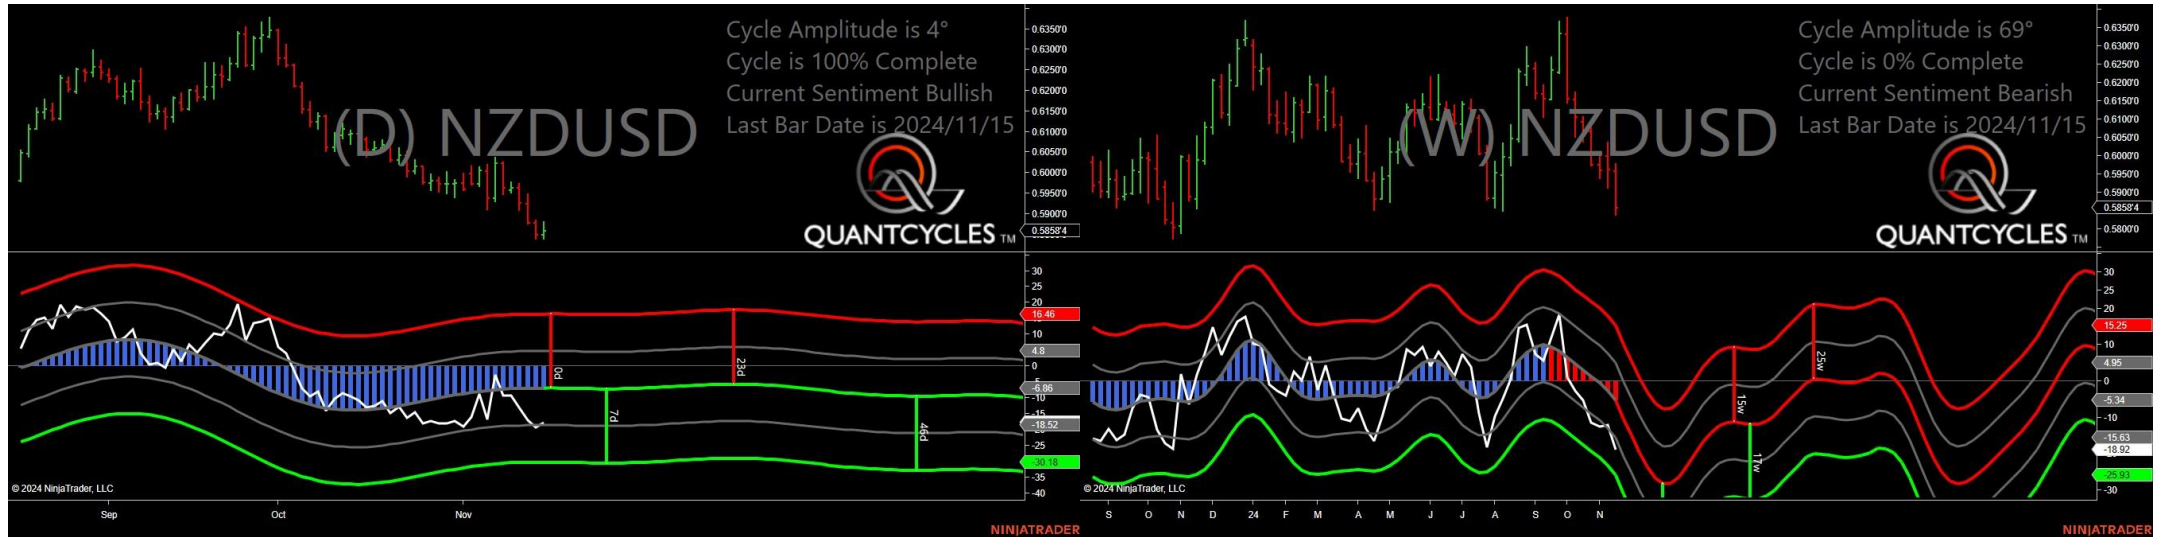 Cycle Amplitude is 4°
Cycle is 100% Complete
Current Sentiment Bullish
Last Bar Date is 2024/11/15
(D) NZDUSD
QUANTCYCLES TM
0.6350'0
0.6300'0
0.6250'0
0.6200'0
0.6150'0
0.6100'0
0.6050'0
0.6000'0
0.5950'0
0.5900'0
0.5858'4
30
25
20
16.46
10
4.8
0
-6.86
-10
-15
-18.52
-25
-30.18
-35
-40
0d
7d
23d
46d
© 2024 NinjaTrader, LLC
Sep
Oct
Nov
NINJATRADER
Cycle Amplitude is 69°
Cycle is 0% Complete
Current Sentiment Bearish
Last Bar Date is 2024/11/15
(W) NZDUSD
QUANTCYCLES TM
0.6350'0
0.6300'0
0.6250'0
0.6200'0
0.6150'0
0.6100'0
0.6050'0
0.6000'0
0.5950'0
0.5900'0
0.5858'4
0.5800'0
30
25
20
15.25
10
4.95
0
-5.34
-10
-15.63
-18.92
-25.93
-30
15w
17w
25w
© 2024 NinjaTrader, LLC
S O N D 24 F M A M J J A S O N
NINJATRADER